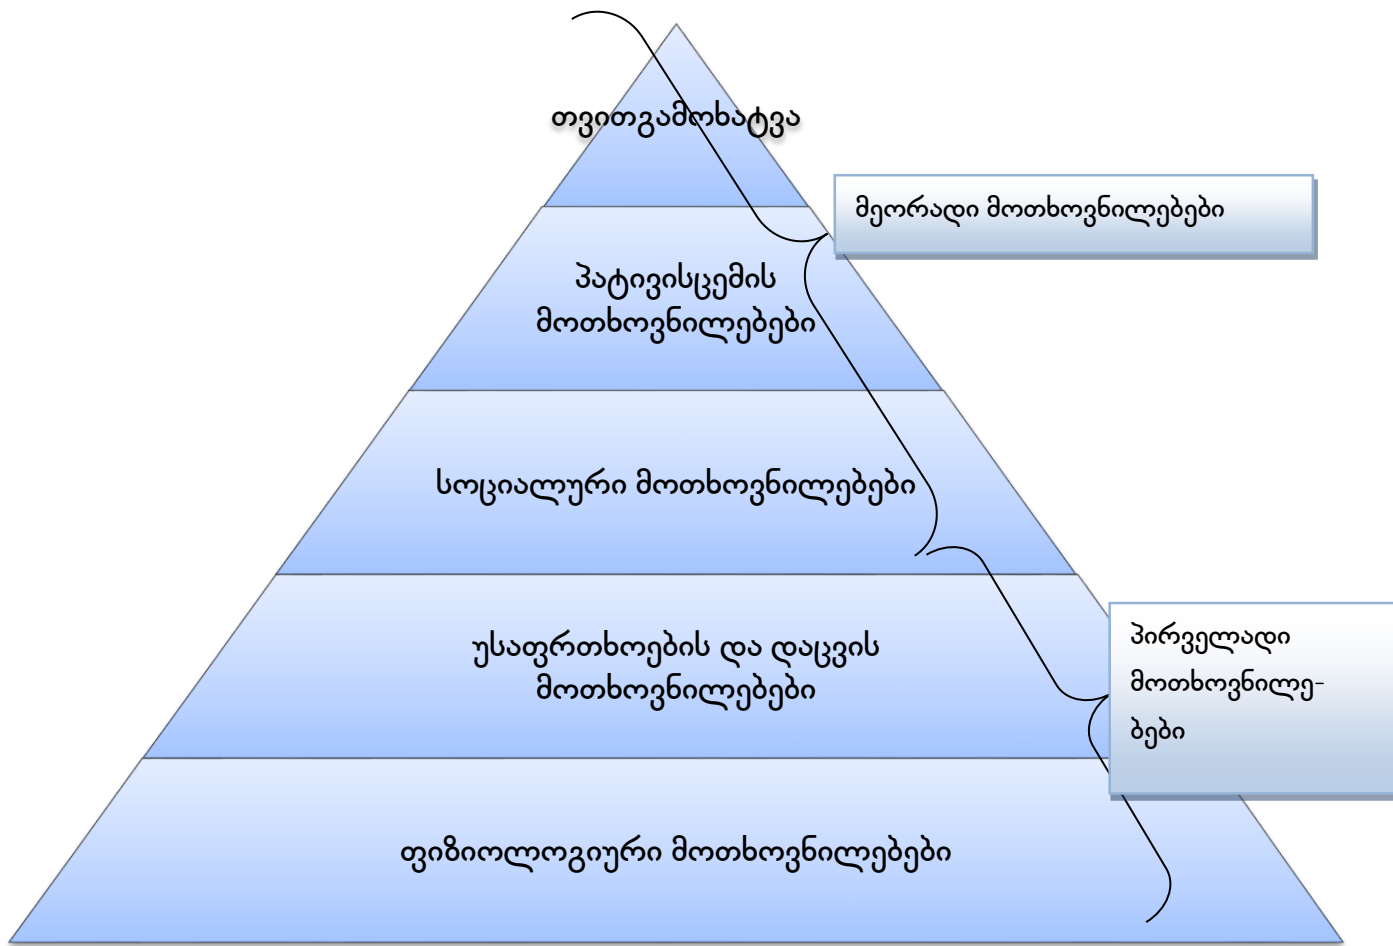 თვითგამოხატვა
მეორადი მოთხოვნილებები
პატივისცემის
მოთხოვნილებები
სოციალური მოთხოვნილებები
უსაფრთხოების და დაცვის
მოთხოვნილებები
პირველადი
მოთხოვნილე-
ბები
ფიზიოლოგიური მოთხოვნილებები